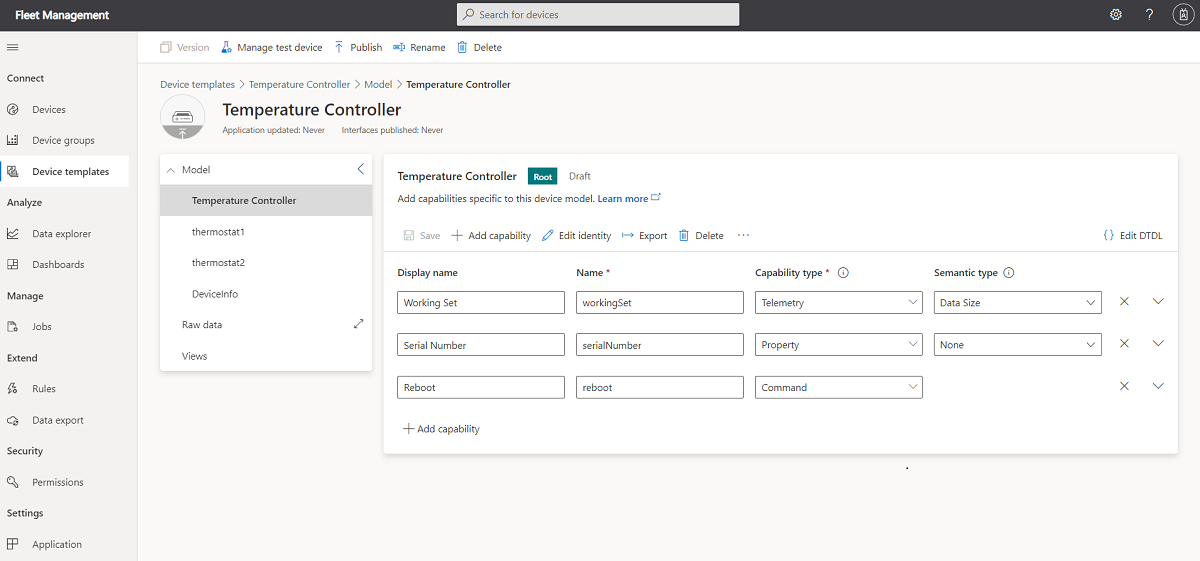 Fleet Management
Search for devices
?
Version Manage test device Publish Rename Delete
Connect
Devices
Device groups
Device templates
Analyze
Data explorer
Dashboards
Manage
Jobs
Extend
Rules
Data export
Security
Permissions
Settings
Application
Device templates > Temperature Controller > Model > Temperature Controller
Temperature Controller
Application updated: Never Interfaces published: Never
Model
Temperature Controller
thermostat1
thermostat2
DeviceInfo
Raw data
Views
Temperature Controller Root Draft
Add capabilities specific to this device model. Learn more
Save Add capability Edit identity Export Delete ... {} Edit DTDL
Display name Name * Capability type * Semantic type
Working Set workingSet Telemetry Data Size
Serial Number serialNumber Property None
Reboot reboot Command
Add capability